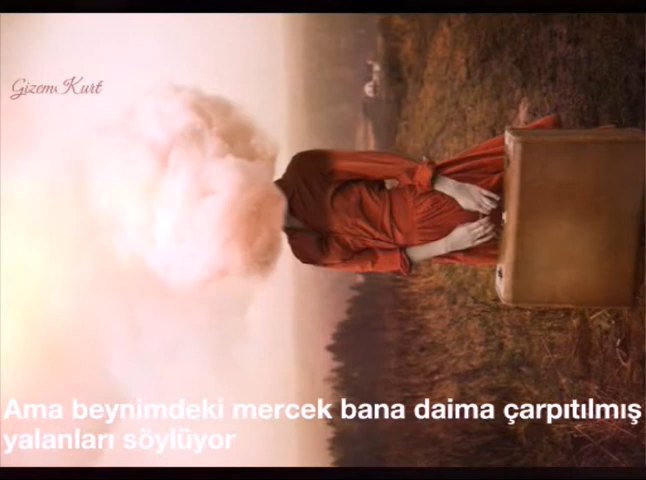 Gizem Kurt
Ama beynimdeki mercek bana daima çarpıtılmış
yalanları söylüyor